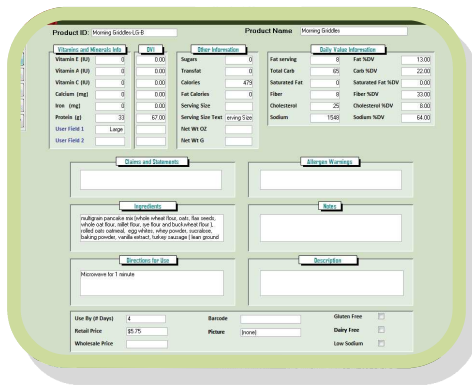 Product ID: Morning Griddles-LG-B Product Name Morning Griddles
Vitamins and Minerals Info DVI Other Information Daily Value Information
Vitamin E (IU) 0 0.00 Sugars 0 Fat serving 8 Fat %DV 13.00
Vitamin A (IU) 0 0.00 Transfat 0 Total Carb 65 Carb %DV 22.00
Vitamin C (IU) 0 0.00 Calories 479 Saturated Fat 0 Saturated Fat %DV 0.00
Calcium (mg) 0 0.00 Fat Calories 0 Fiber 8 Fiber %DV 33.00
Iron (mg) 0 0.00 Serving Size Cholesterol 25 Cholesterol %DV 8.00
Protein (g) 33 67.00 Serving Size Text erving Size Sodium 1548 Sodium %DV 64.00
User Field 1 Large Net Wt OZ
User Field 2 Net Wt G
Claims and Statements Allergen Warnings
Ingredients Notes
multigrain pancake mix (whole wheat flour, oats, flax seeds,
whole oat flour, millet flour, rye flour and buckwheat flour ),
rolled oats oatmeal, egg whites, whey powder, sucralose,
baking powder, vanilla extract, turkey sausage ( lean ground
Directions for Use Description
Microwave for 1 minute
Use By (# Days) 4 Barcode Gluten Free
Retail Price $5.75 Picture (none) Dairy Free
Wholesale Price Low Sodium